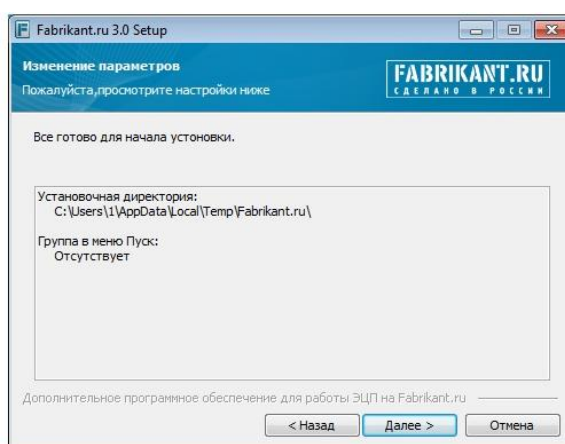 Fabrikant.ru 3.0 Setup
Изменение параметров
Пожалуйста,просмотрите настройки ниже
FABRIKANT.RU
СДЕЛАНО В РОССИИ
Все готово для начала устоновки.
Установочная директория:
C:\Users\1\AppData\Local\Temp\Fabrikant.ru\
Группа в меню Пуск:
Отсутствует
Дополнительное программное обеспечение для работы ЭЦП на Fabrikant.ru
< Назад
Далее >
Отмена